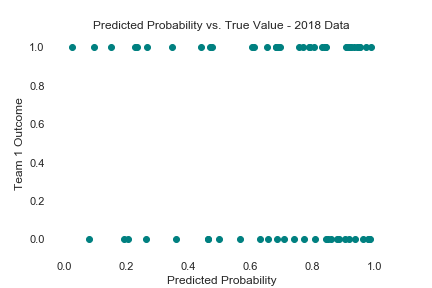 Predicted Probability vs. True Value - 2018 Data
1.0
0.8
0.6
0.4
0.2
0.0
Team 1 Outcome
0.0 0.2 0.4 0.6 0.8 1.0
Predicted Probability